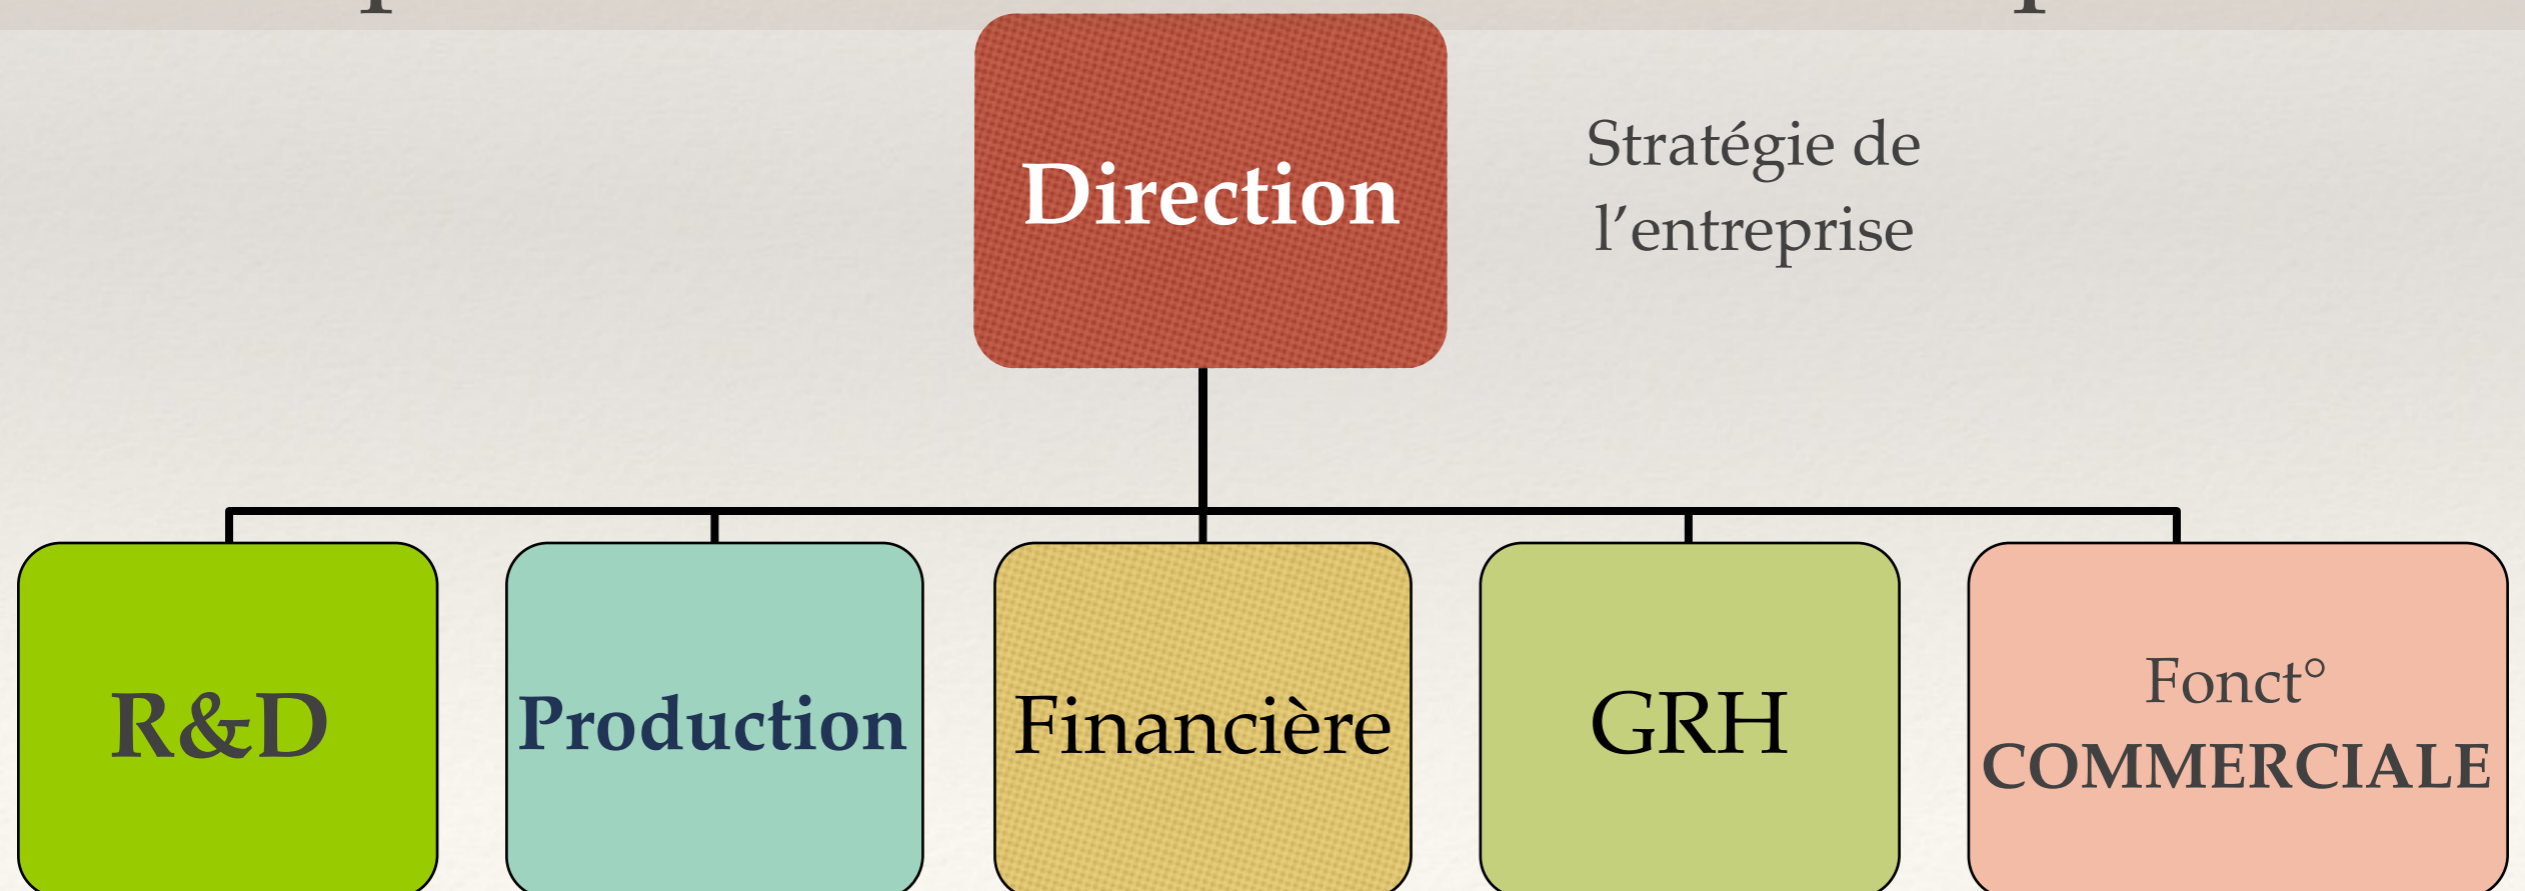 Direction
Stratégie de
l’entreprise
R&D
Production
Financière
GRH
Fonct°
COMMERCIALE